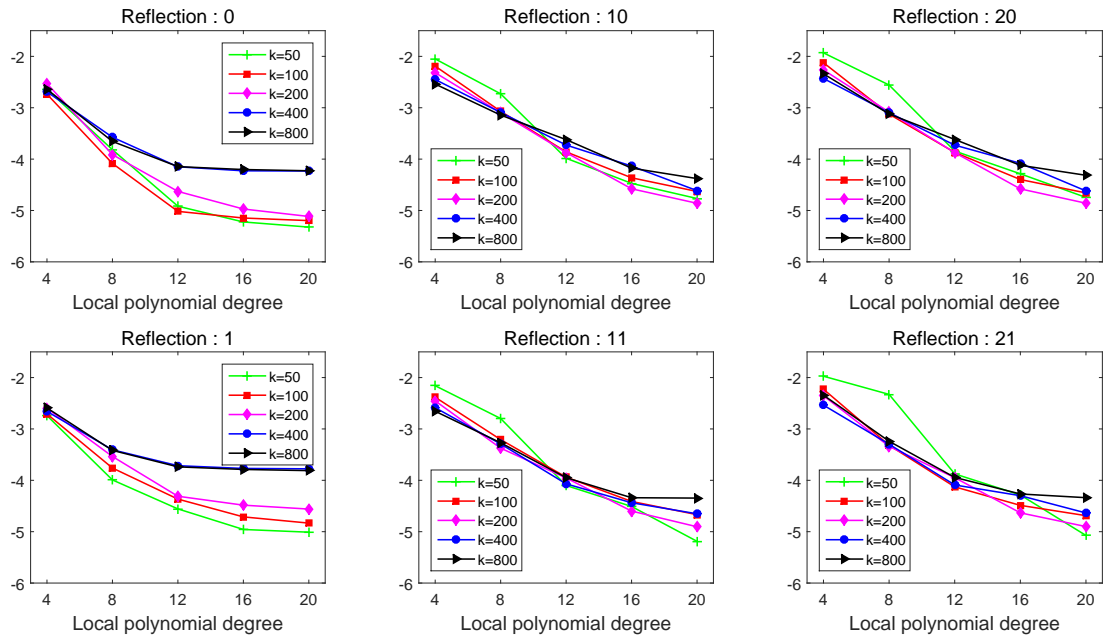 Reflection : 0
-2
-3
-4
-5
-6
4 8 12 16 20
Local polynomial degree
k=50
k=100
k=200
k=400
k=800
Reflection : 10
-2
-3
-4
-5
-6
4 8 12 16 20
Local polynomial degree
k=50
k=100
k=200
k=400
k=800
Reflection : 20
-2
-3
-4
-5
-6
4 8 12 16 20
Local polynomial degree
k=50
k=100
k=200
k=400
k=800
Reflection : 1
-2
-3
-4
-5
-6
4 8 12 16 20
Local polynomial degree
k=50
k=100
k=200
k=400
k=800
Reflection : 11
-2
-3
-4
-5
-6
4 8 12 16 20
Local polynomial degree
k=50
k=100
k=200
k=400
k=800
Reflection : 21
-2
-3
-4
-5
-6
4 8 12 16 20
Local polynomial degree
k=50
k=100
k=200
k=400
k=800